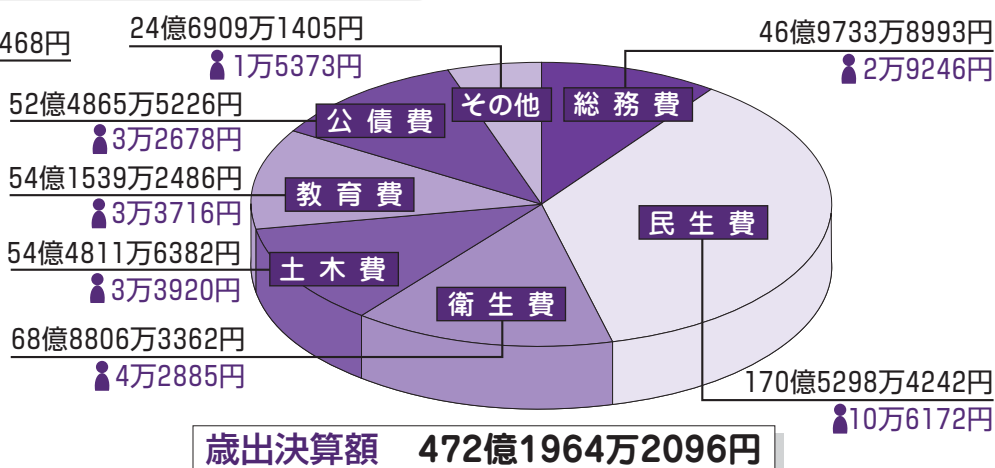 468円
24億6909万1405円
1万5373円
46億9733万8993円
2万9246円
52億4865万5226円
3万2678円
54億1539万2486円
3万3716円
54億4811万6382円
3万3920円
68億8806万3362円
4万2885円
170億5298万4242円
10万6172円
公債費
その他
総務費
教育費
民生費
土木費
衛生費
歳出決算額 472億1964万2096円